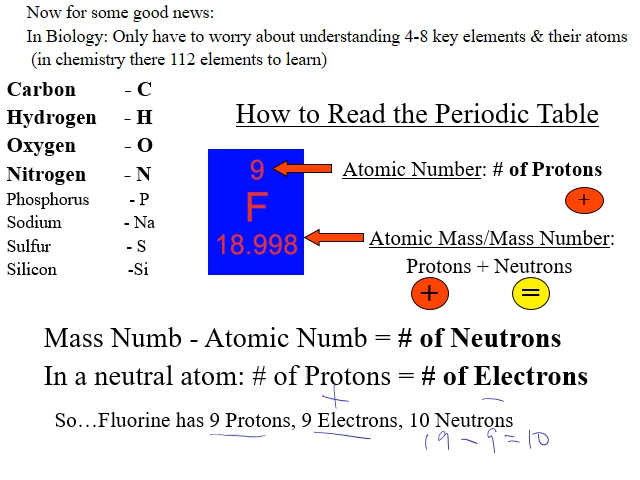 Now for some good news:
In Biology: Only have to worry about understanding 4-8 key elements & their atoms
(in chemistry there 112 elements to learn)
Carbon - C
Hydrogen - H
Oxygen - O
Nitrogen - N
Phosphorus - P
Sodium - Na
Sulfur - S
Silicon -Si
How to Read the Periodic Table
9
F
18.998
Atomic Number: # of Protons
+
Atomic Mass/Mass Number:
Protons + Neutrons
+ =
Mass Numb - Atomic Numb = # of Neutrons
In a neutral atom: # of Protons = # of Electrons
+ −
So…Fluorine has 9 Protons, 9 Electrons, 10 Neutrons
19 - 9 = 10